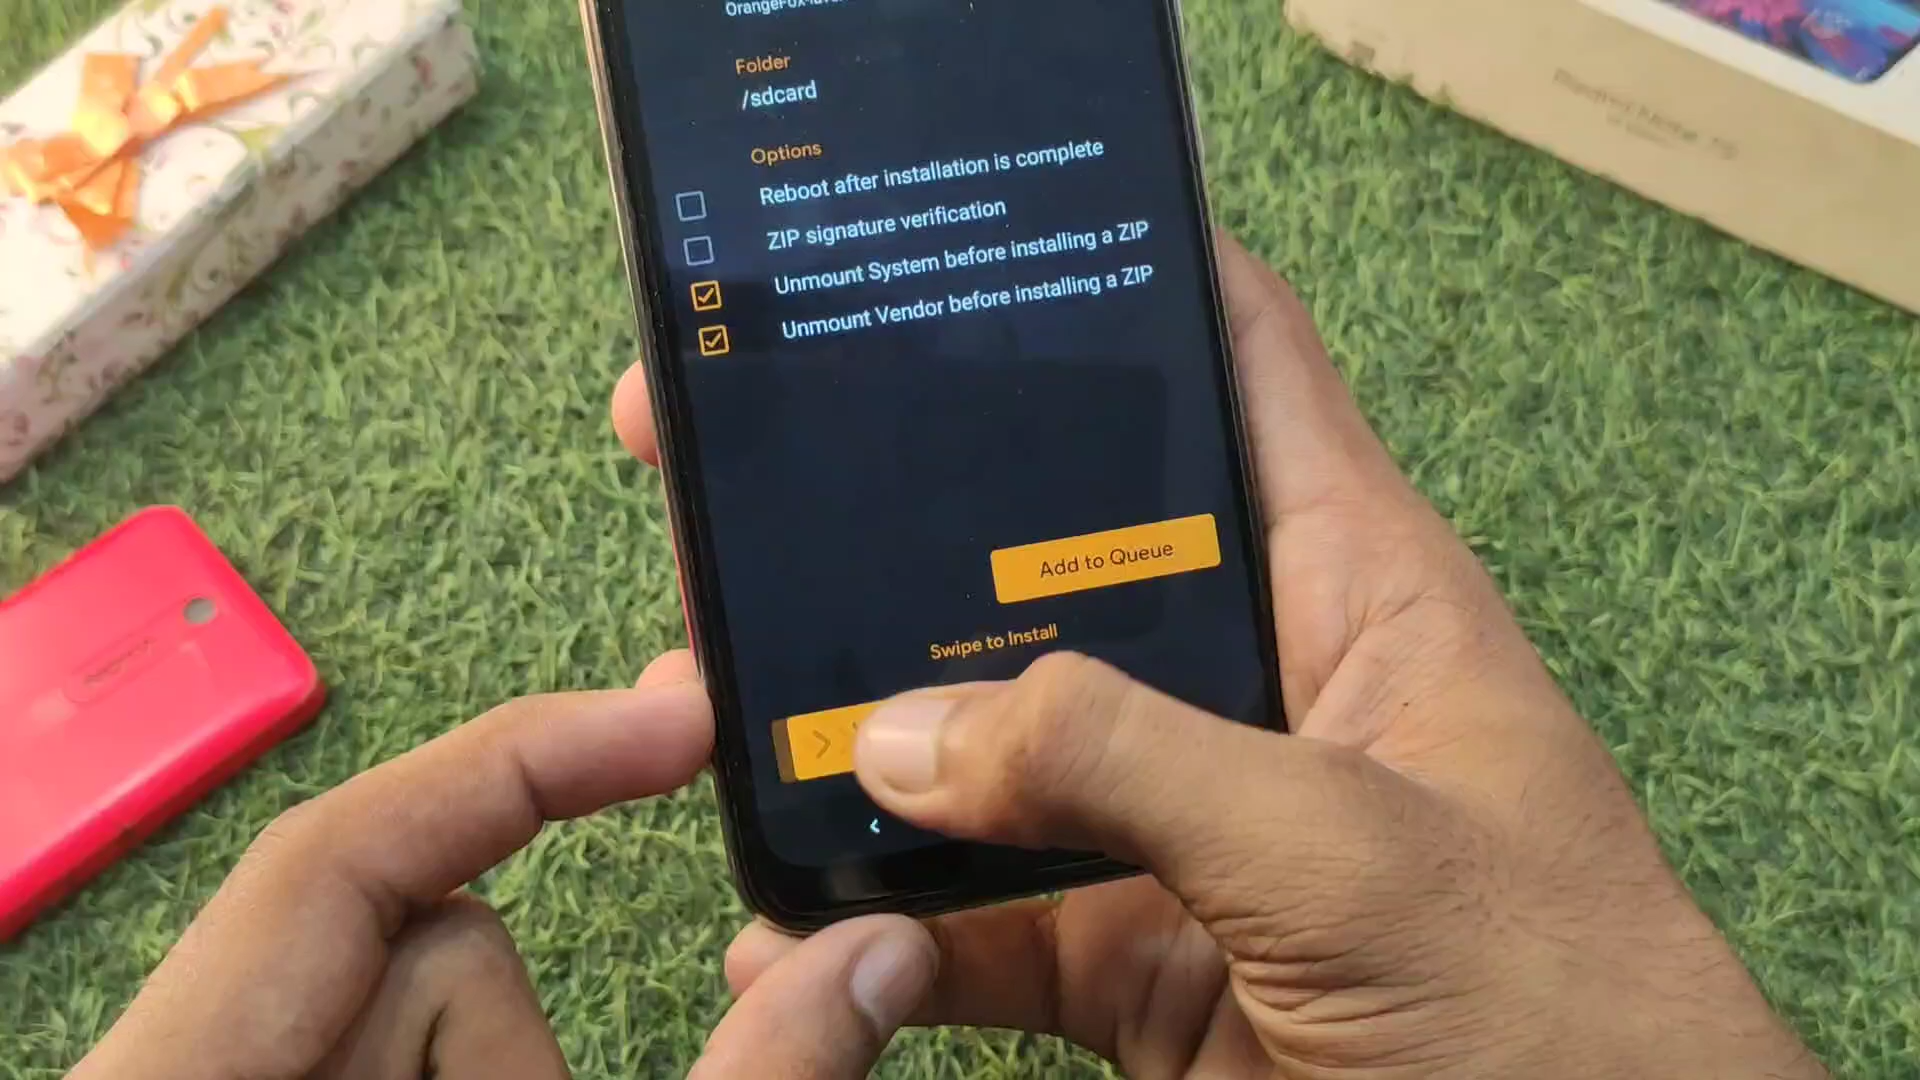 Folder
/sdcard
Options
Reboot after installation is complete
ZIP signature verification
Unmount System before installing a ZIP
Unmount Vendor before installing a ZIP
Add to Queue
Swipe to Install